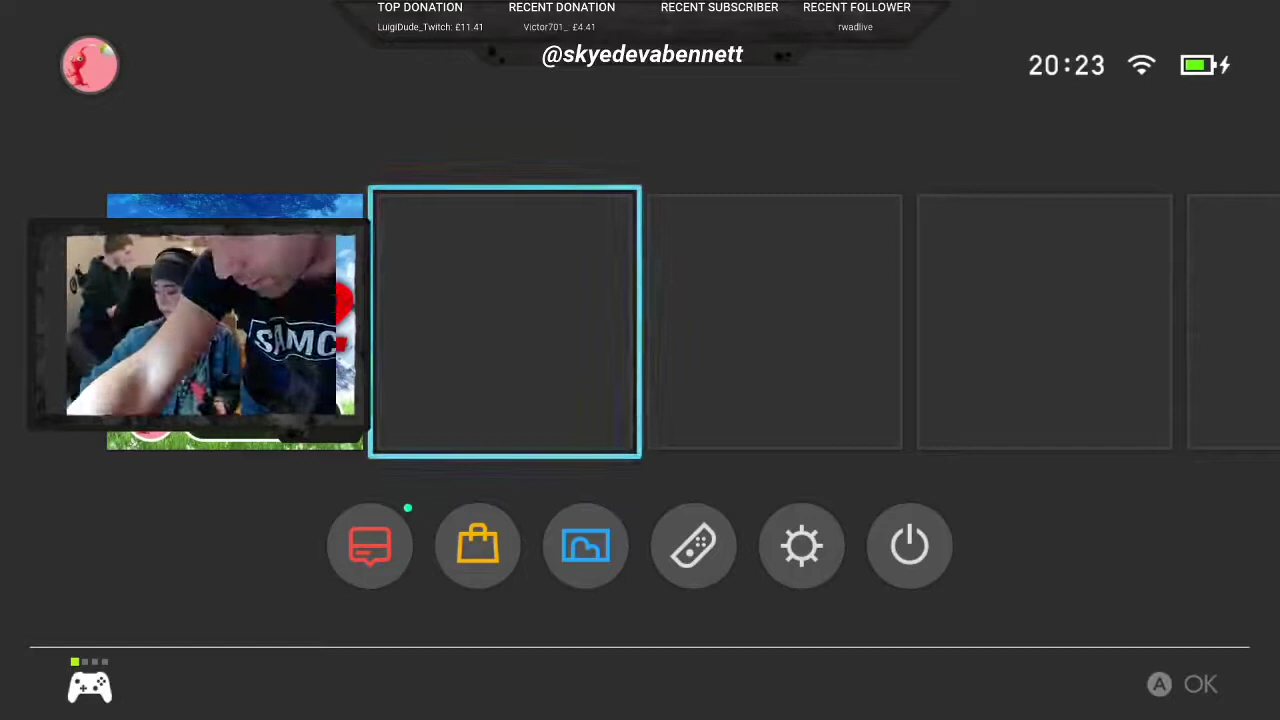 TOP DONATION
LuigiDude_Twitch: £11.41
RECENT DONATION
Victor701_: £4.41
RECENT SUBSCRIBER
RECENT FOLLOWER
rwadlive
@skyedevabennett
20:23
SAMC
A OK